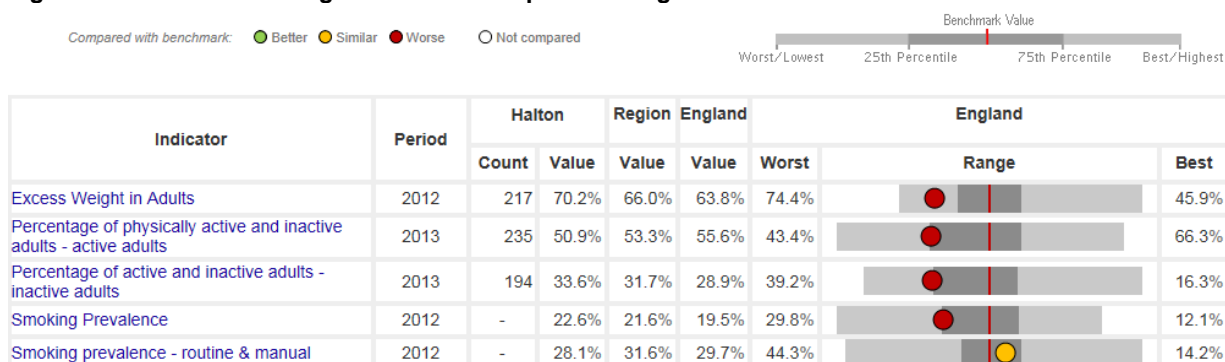 Compared with benchmark: Better Similar Worse Not compared
Benchmark Value
Worst/Lowest 25th Percentile 75th Percentile Best/Highest
Indicator Period Halton Region England England
Count Value Value Value Worst Range Best
Excess Weight in Adults 2012 217 70.2% 66.0% 63.8% 74.4% 45.9%
Percentage of physically active and inactive
adults - active adults 2013 235 50.9% 53.3% 55.6% 43.4% 66.3%
Percentage of active and inactive adults -
inactive adults 2013 194 33.6% 31.7% 28.9% 39.2% 16.3%
Smoking Prevalence 2012 - 22.6% 21.6% 19.5% 29.8% 12.1%
Smoking prevalence - routine & manual 2012 - 28.1% 31.6% 29.7% 44.3% 14.2%